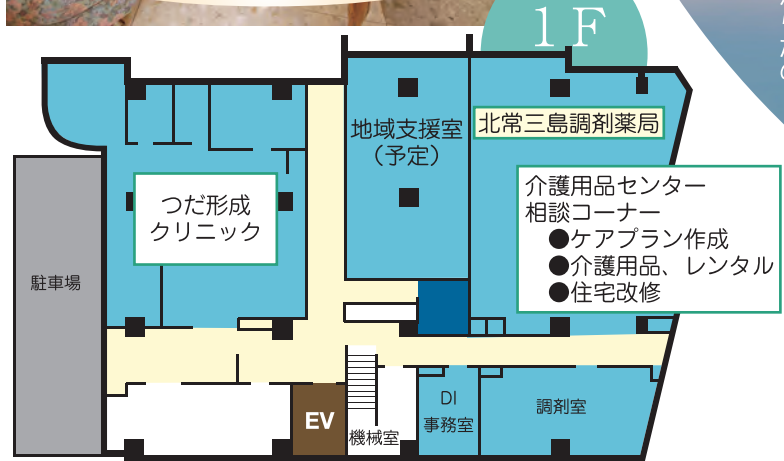 1F
地域支援室
（予定）
北常三島調剤薬局
つだ形成
クリニック
介護用品センター
相談コーナー
●ケアプラン作成
●介護用品、レンタル
●住宅改修
駐車場
EV
機械室
DI
事務室
調剤室